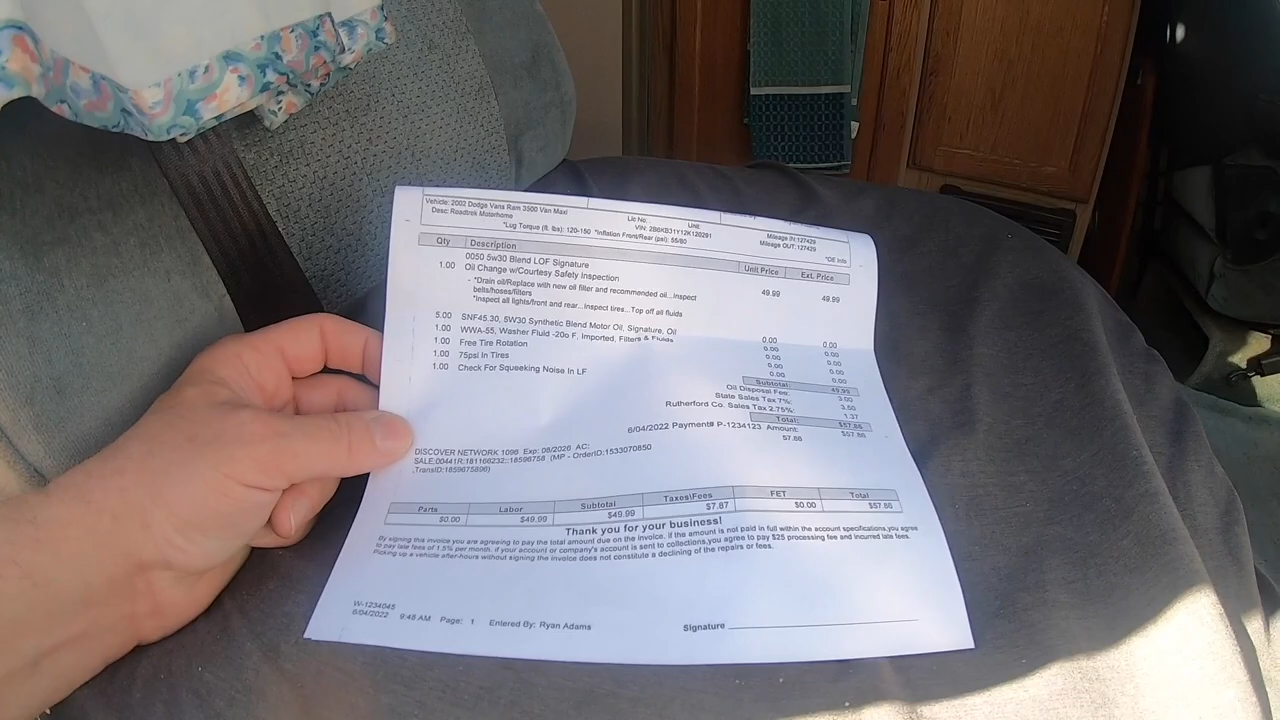 Vehicle: 2002 Dodge Vans Ram 3500 Van Maxi
Desc: Roadtrek Motorhome
Lic No:
Unit:
VIN: 2B6KB31Y12K120291
Mileage IN:127429
Mileage OUT:127429
*Lug Torque (ft. lbs): 120-150 *Inflation Front/Rear (psi): 55/80
*OE Info
Qty Description Unit Price Ext. Price
0050 5w30 Blend LOF Signature
1.00 Oil Change w/Courtesy Safety Inspection 49.99 49.99
- *Drain oil/Replace with new oil filter and recommended oil...Inspect
belts/hoses/filters
*Inspect all lights/front and rear...Inspect tires...Top off all fluids
5.00 SNF45.30, 5W30 Synthetic Blend Motor Oil, Signature, Oil 0.00 0.00
1.00 WWA-55, Washer Fluid -20o F, Imported, Filters & Fluids 0.00 0.00
1.00 Free Tire Rotation 0.00 0.00
1.00 75psi In Tires 0.00 0.00
1.00 Check For Squeeking Noise In LF 0.00 0.00
Subtotal: 49.99
Oil Disposal Fee: 3.00
State Sales Tax 7%: 3.50
Rutherford Co. Sales Tax 2.75%: 1.37
Total: $57.86
6/04/2022 Payment# P-1234123 Amount: $57.86
57.86
DISCOVER NETWORK 1098 Exp: 08/2026 AC:
SALE:00441R:181166232::18596758 (MP - OrderID:1533070850
,TransID:1859675896)
Parts Labor Subtotal Taxes\Fees FET Total
$0.00 $49.99 $49.99 $7.87 $0.00 $57.86
Thank you for your business!
By signing this invoice you are agreeing to pay the total amount due on the invoice. if the amount is not paid in full within the account specifications,you agree
to pay late fees of 1.5% per month. if your account or company's account is sent to collections,you agree to pay $25 processing fee and incurred late fees.
Picking up a vehicle after-hours without signing the invoice does not constitute a declining of the repairs or fees.
W-1234045
6/04/2022 9:48 AM Page: 1 Entered By: Ryan Adams
Signature